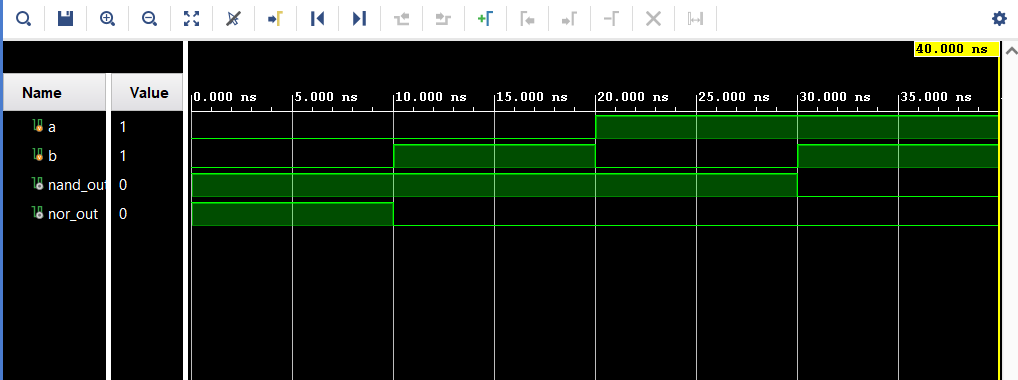 40.000 ns
Name Value
0.000 ns 5.000 ns 10.000 ns 15.000 ns 20.000 ns 25.000 ns 30.000 ns 35.000 ns
a 1
b 1
nand_out 0
nor_out 0